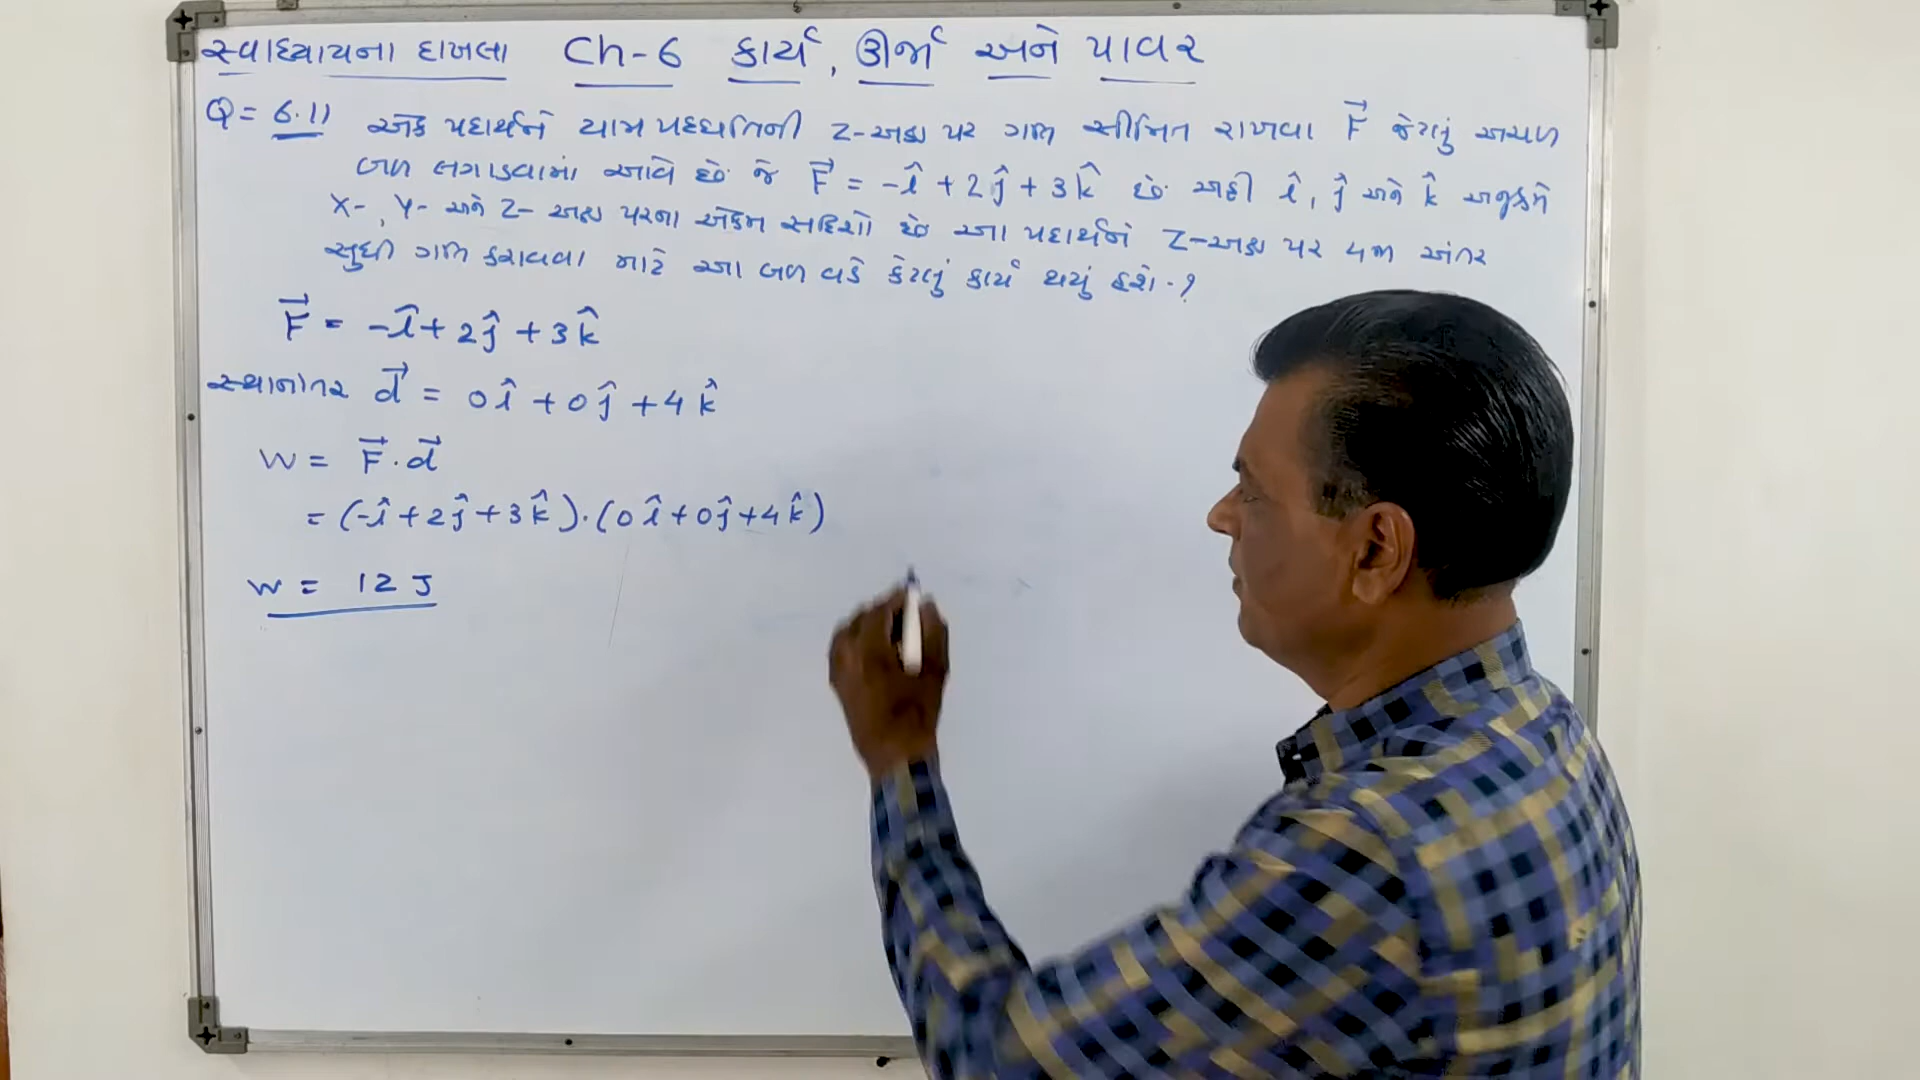 સ્વાધ્યાયના દાખલા Ch-6 કાર્ય, ઊર્જા અને પાવર
Q = 6.11 એક પદાર્થને યામ પદ્ધતિની Z-અક્ષ પર ગતિ સીમિત રાખવા F⃗ જેટલું અચળ
બળ લગાડવામાં આવે છે જે F⃗ = -î + 2ĵ + 3k̂ છે અહી î, ĵ અને k̂ અનુક્રમે
X-, Y- અને Z- અક્ષ પરના એકમ સદિશો છે આ પદાર્થને Z-અક્ષ પર 4m અંતર
સુધી ગતિ કરાવવા માટે આ બળ વડે કેટલું કાર્ય થયું હશે.?
F⃗ = -î + 2ĵ + 3k̂
સ્થાનાંતર d⃗ = 0î + 0ĵ + 4k̂
W = F⃗ . d⃗
= (-î + 2ĵ + 3k̂) . (0î + 0ĵ + 4k̂)
W = 12 J